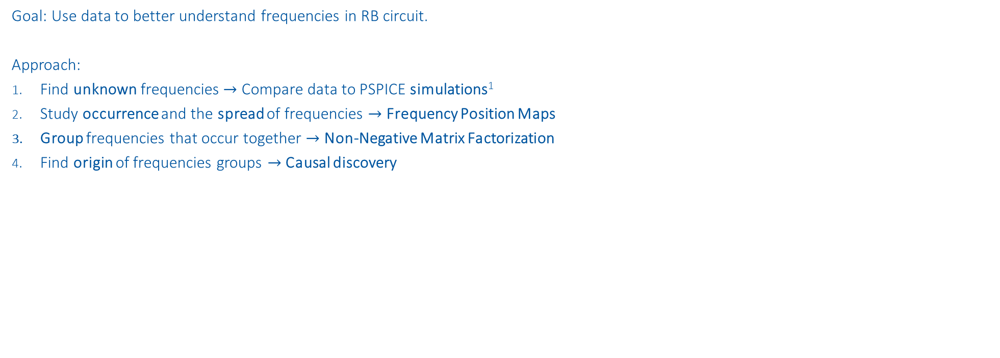 Goal: Use data to better understand frequencies in RB circuit.
Approach:
1. Find unknown frequencies → Compare data to PSPICE simulations¹
2. Study occurrence and the spread of frequencies → Frequency Position Maps
3. Group frequencies that occur together → Non-Negative Matrix Factorization
4. Find origin of frequencies groups → Causal discovery